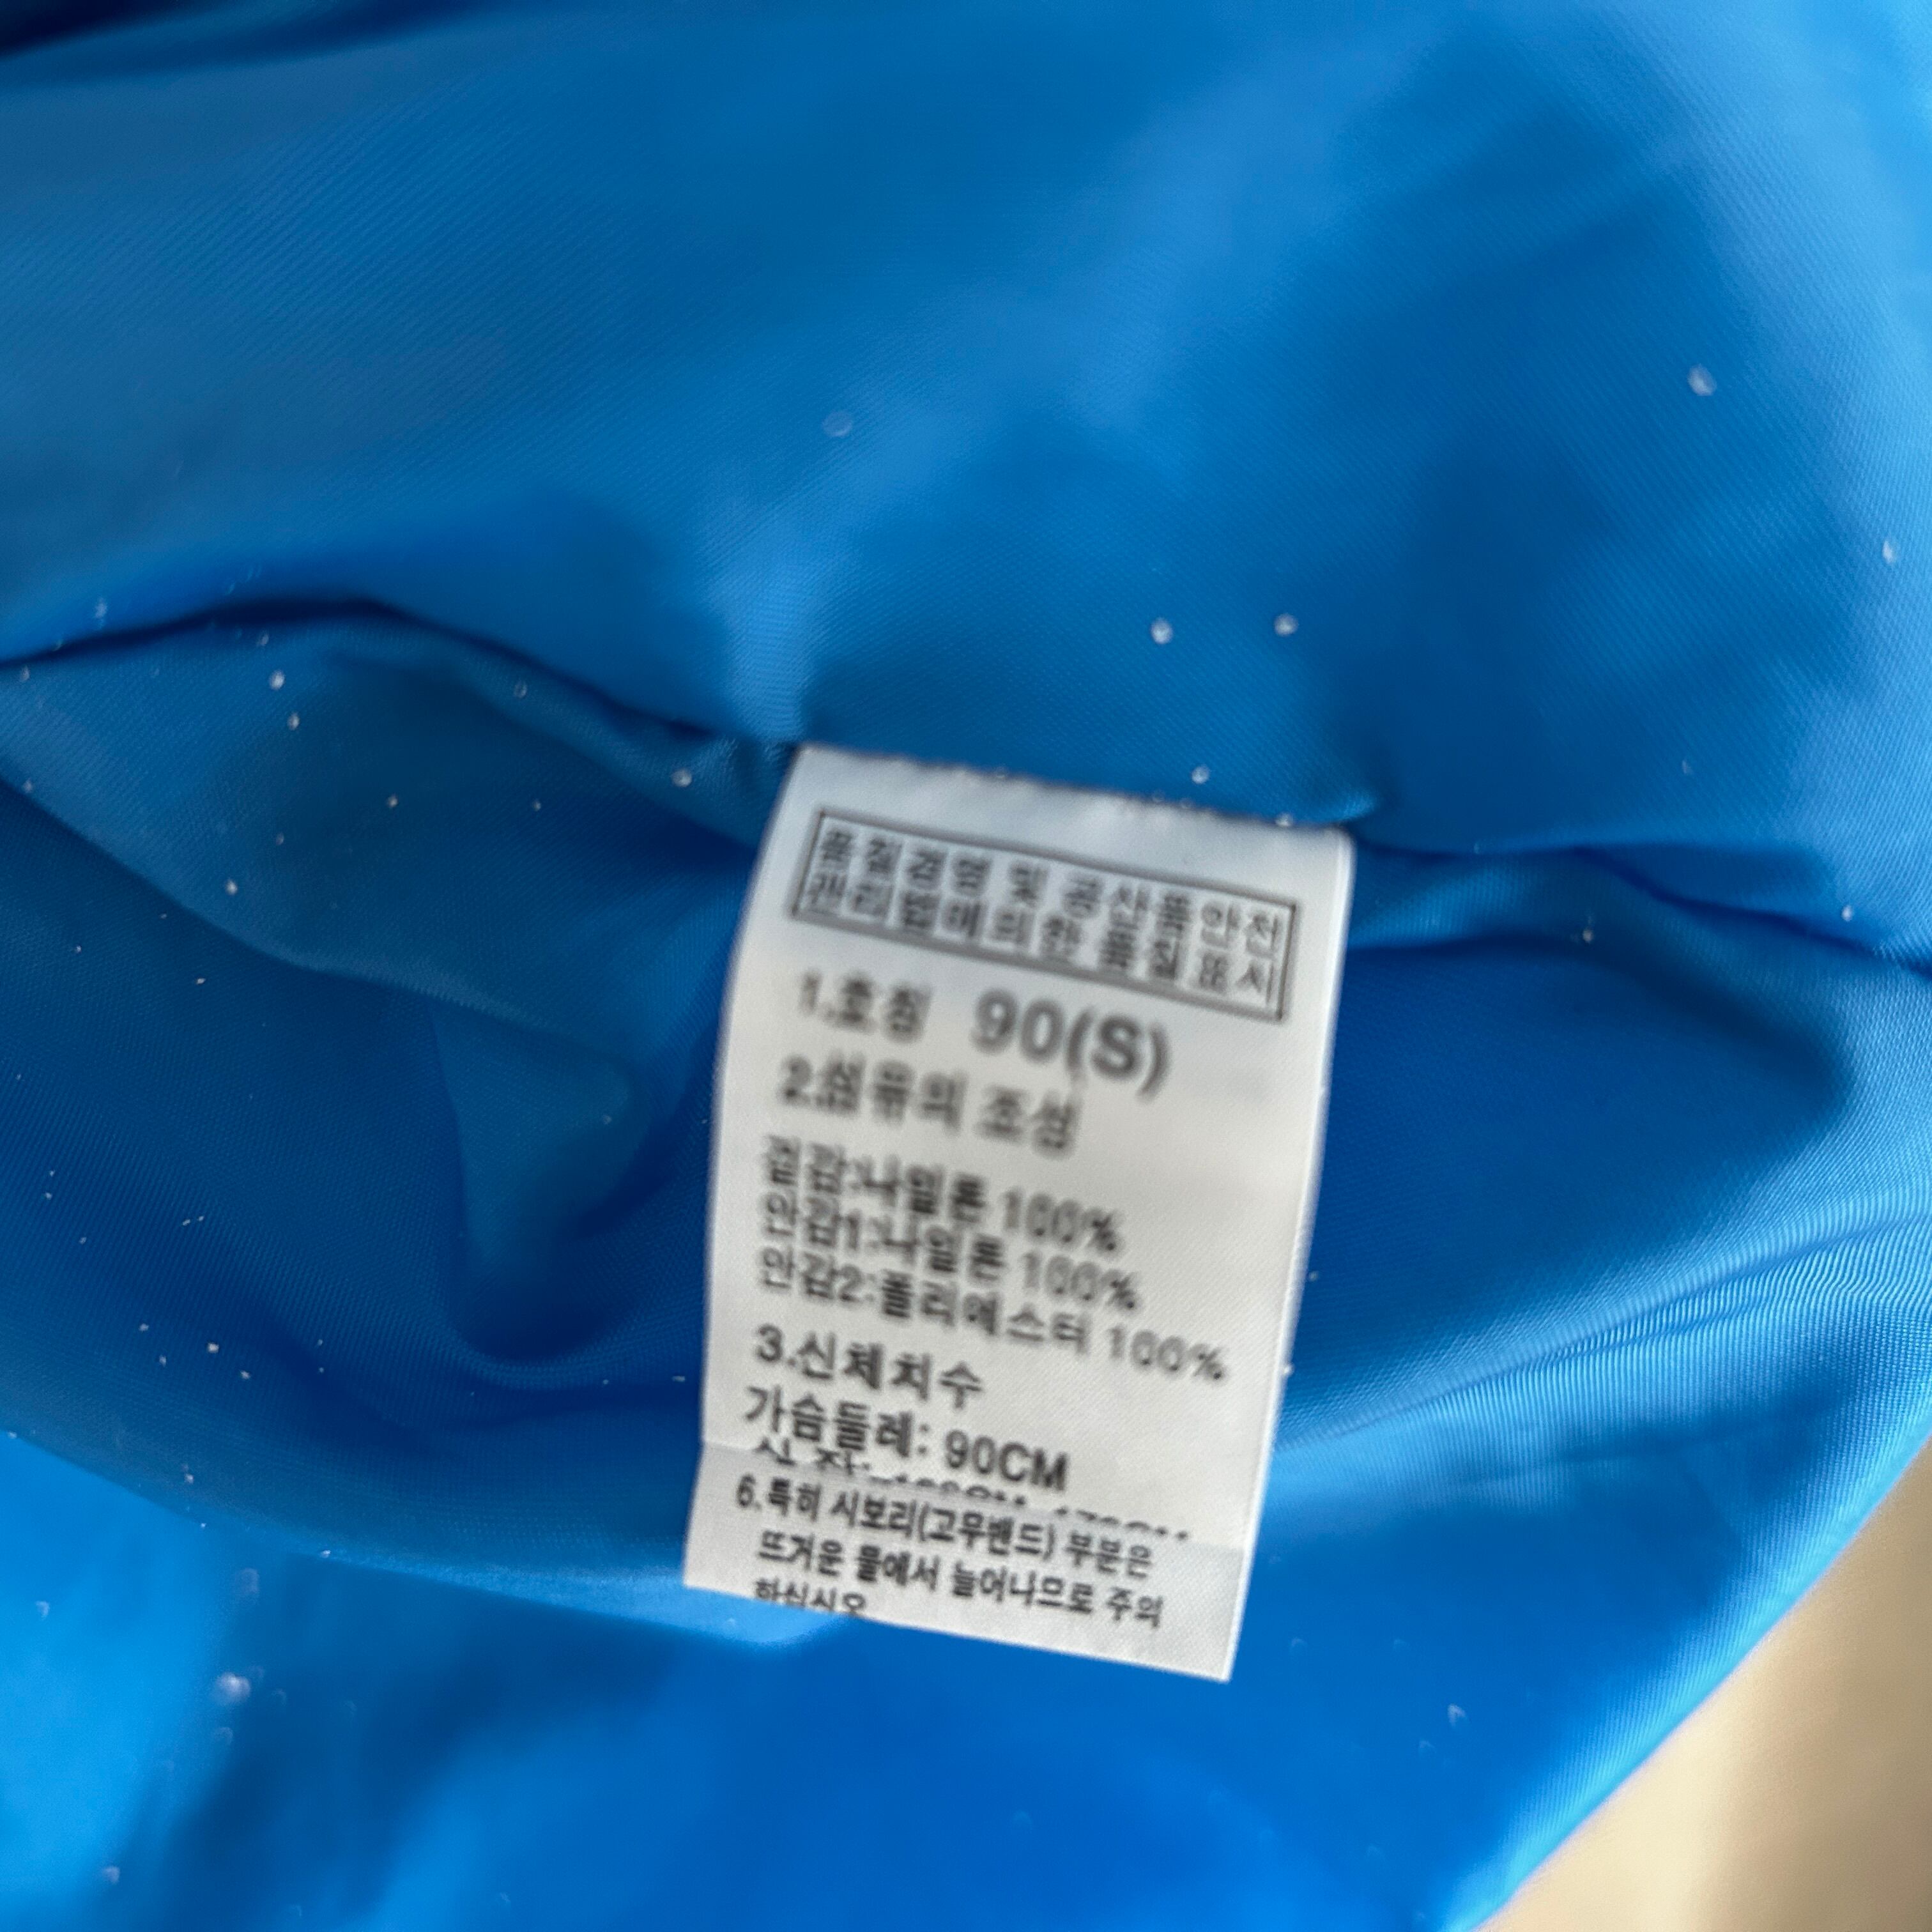 품질경영 및 공산품안전
관리법에의한 품질표시
1.호칭 90(S)
2.섬유의 조성
겉감:나일론 100%
안감1:나일론 100%
안감2:폴리에스터 100%
3.신체치수
가슴둘레: 90CM
6.특히 시보리(고무밴드) 부분은
뜨거운 물에서 늘어나므로 주의
하십시오